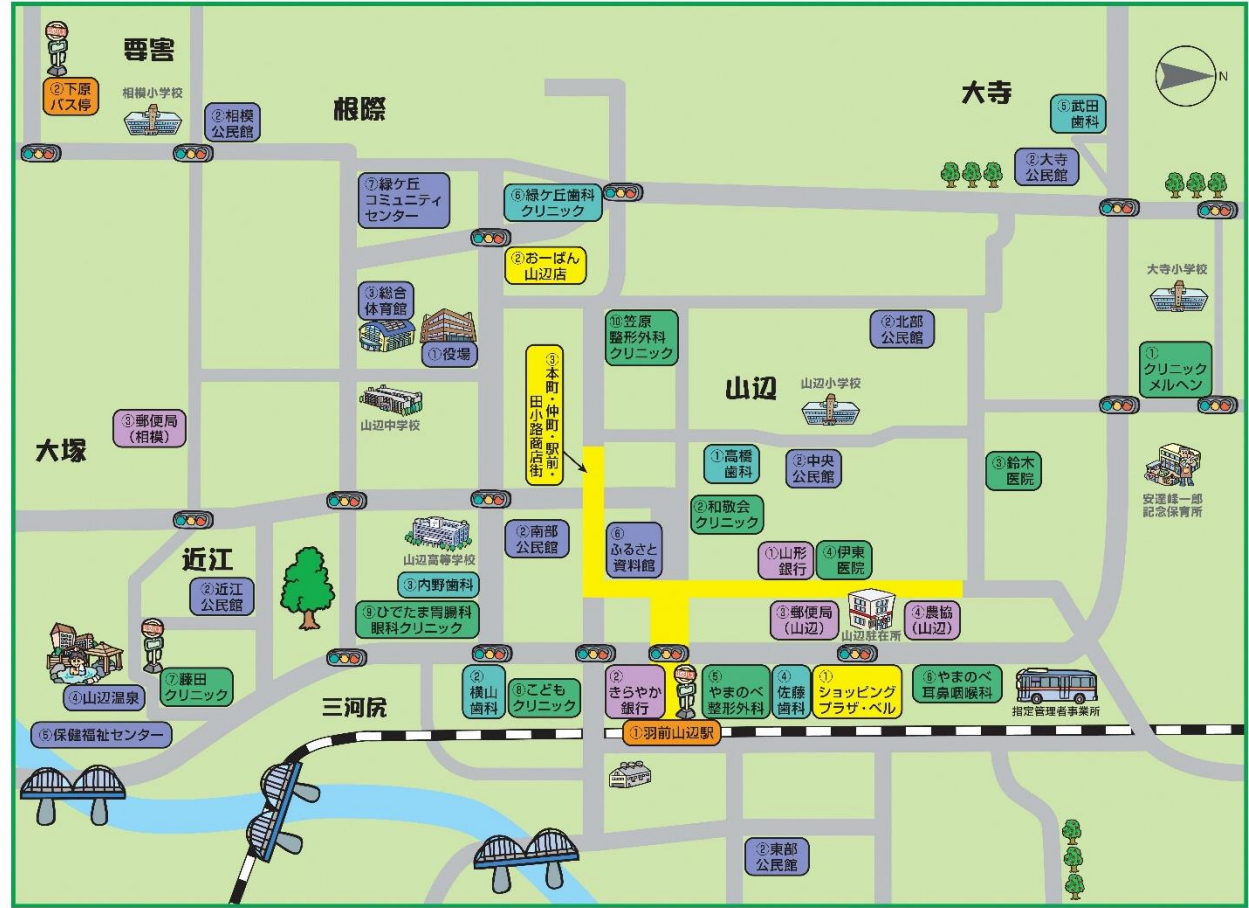 要害
②下原
バス停
相模小学校
②相模
公民館
根際
大寺
N
⑤武田
歯科
②大寺
公民館
⑦緑ケ丘
コミュニティ
センター
⑥緑ケ丘歯科
クリニック
②おーばん
山辺店
大寺小学校
③総合
体育館
①役場
⑩笠原
整形外科
クリニック
②北部
公民館
①
クリニック
メルヘン
③本町・仲町・駅前・
田小路商店街
山辺
山辺小学校
山辺中学校
③郵便局
(相模)
大塚
①高橋
歯科
②中央
公民館
③鈴木
医院
安達峰一郎
記念保育所
②和敬会
クリニック
山辺高等学校
②南部
公民館
⑥
ふるさと
資料館
①山形
銀行
④伊東
医院
近江
②近江
公民館
③内野歯科
⑨ひでたま胃腸科
眼科クリニック
③郵便局
(山辺)
山辺駐在所
④農協
(山辺)
④山辺温泉
⑦藤田
クリニック
⑤保健福祉センター
三河尻
②
横山
歯科
⑧こども
クリニック
②
きらやか
銀行
⑤
やまのべ
整形外科
④
佐藤
歯科
①
ショッピング
プラザ・ベル
⑥やまのべ
耳鼻咽喉科
指定管理者事業所
①羽前山辺駅
②東部
公民館